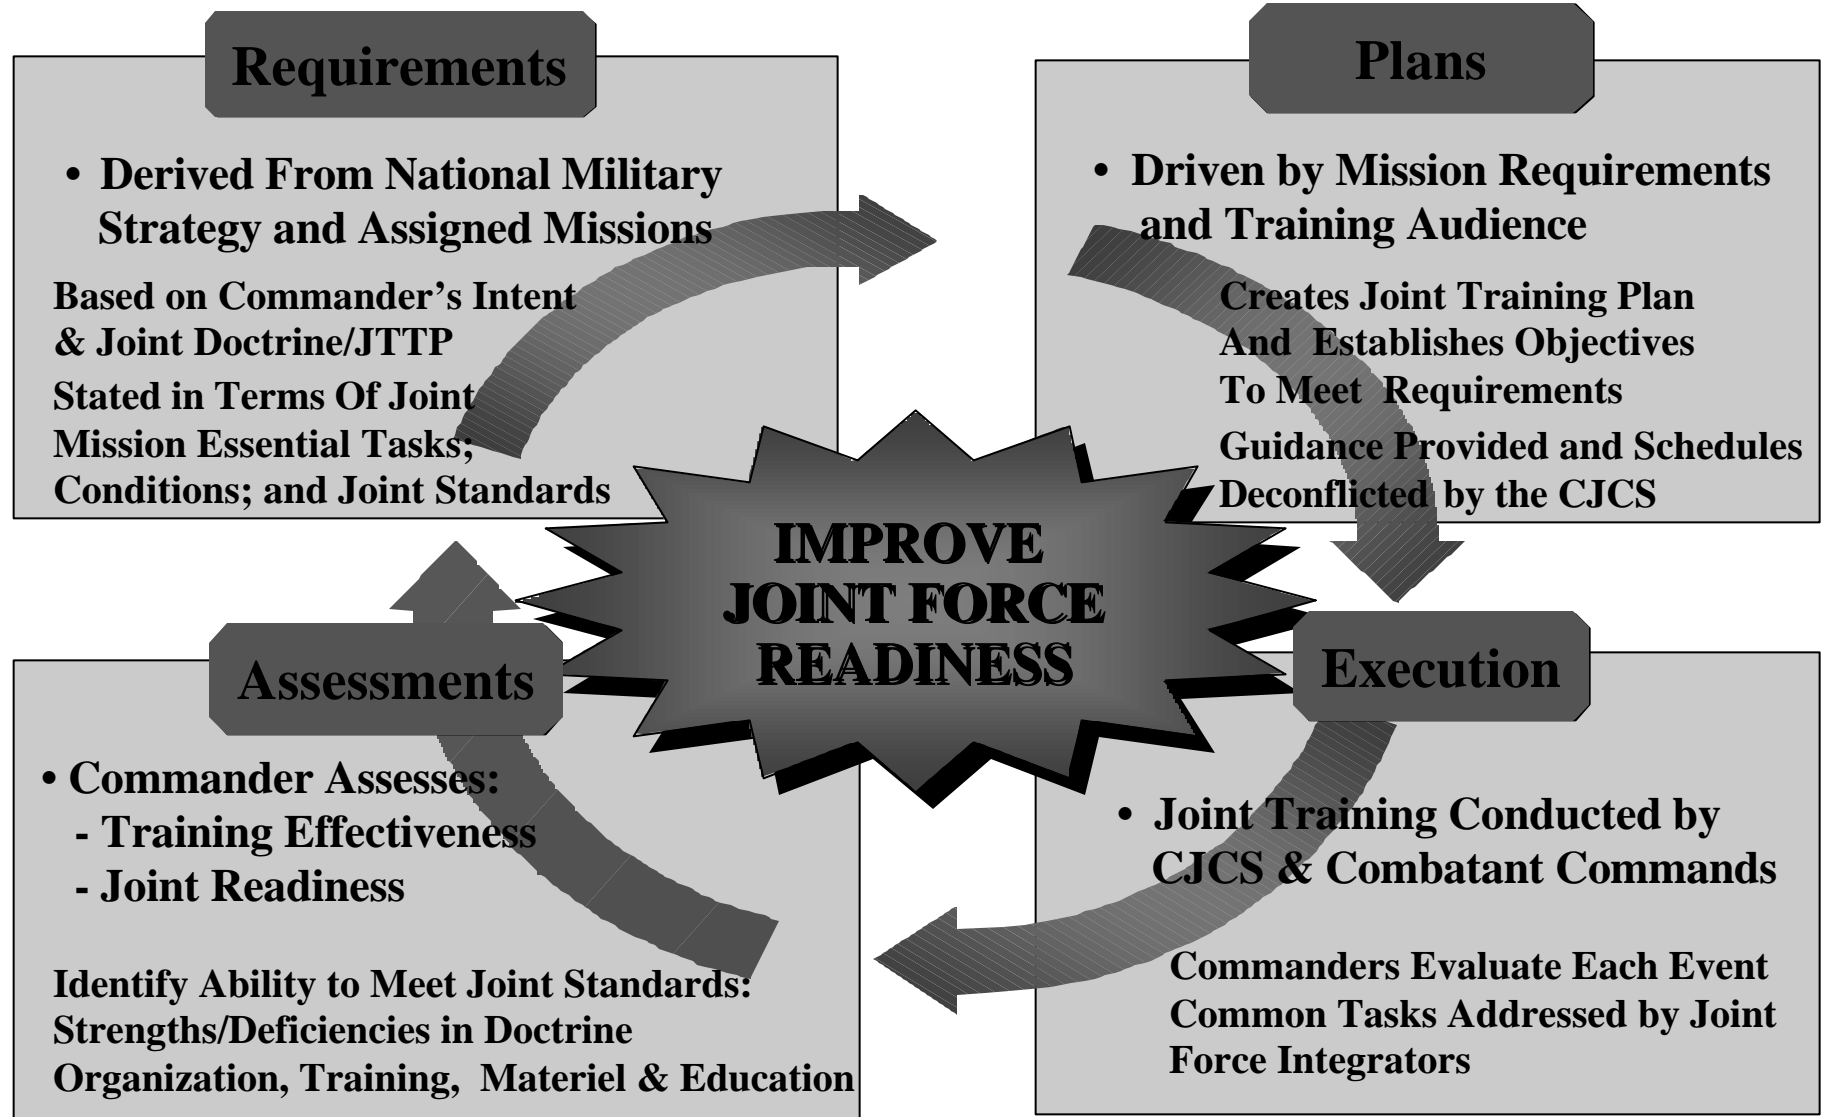 Requirements
• Derived From National Military
Strategy and Assigned Missions
Based on Commander’s Intent
& Joint Doctrine/JTTP
Stated in Terms Of Joint
Mission Essential Tasks;
Conditions; and Joint Standards
Plans
• Driven by Mission Requirements
and Training Audience
Creates Joint Training Plan
And Establishes Objectives
To Meet Requirements
Guidance Provided and Schedules
Deconflicted by the CJCS
IMPROVE
JOINT FORCE
READINESS
Assessments
• Commander Assesses:
- Training Effectiveness
- Joint Readiness
Identify Ability to Meet Joint Standards:
Strengths/Deficiencies in Doctrine
Organization, Training, Materiel & Education
Execution
• Joint Training Conducted by
CJCS & Combatant Commands
Commanders Evaluate Each Event
Common Tasks Addressed by Joint
Force Integrators